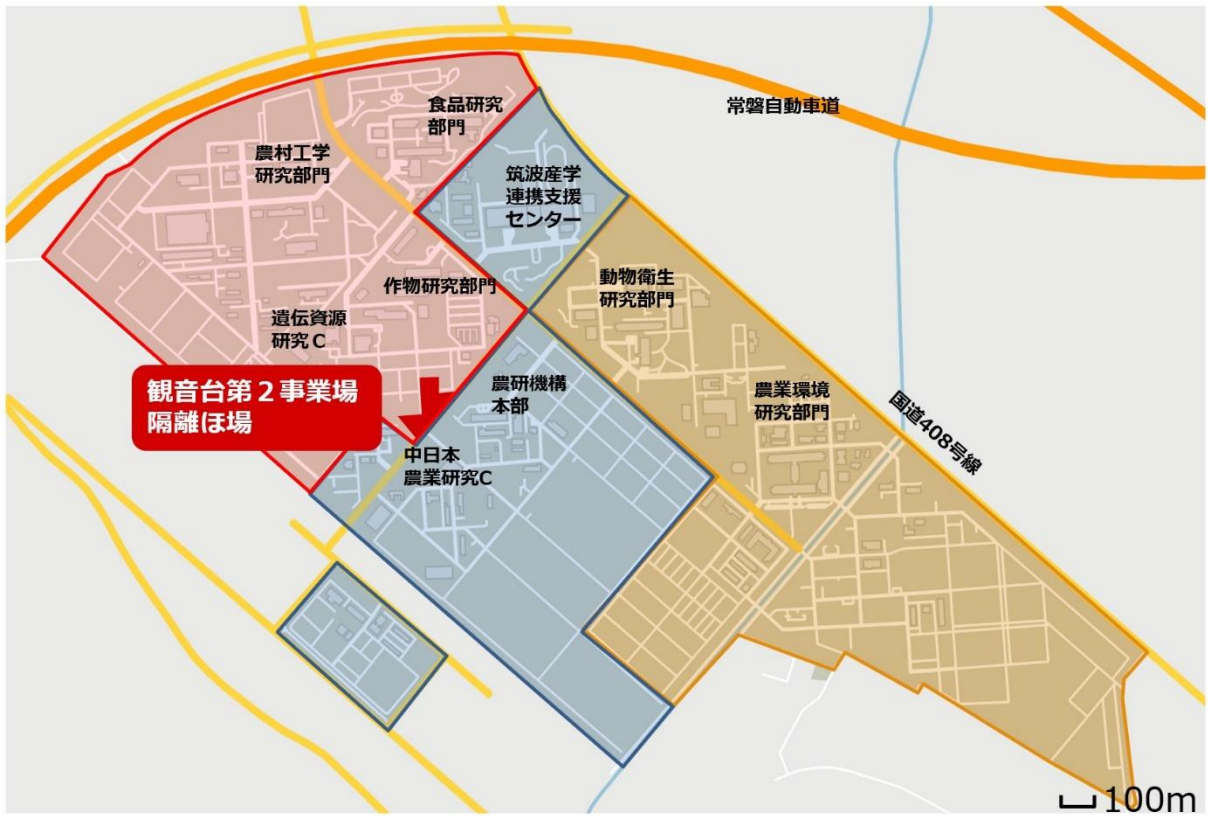 常磐自動車道
食品研究
部門
農村工学
研究部門
筑波産学
連携支援
センター
作物研究部門
動物衛生
研究部門
遺伝資源
研究C
観音台第2事業場
隔離ほ場
農研機構
本部
農業環境
研究部門
国道408号線
中日本
農業研究C
100m